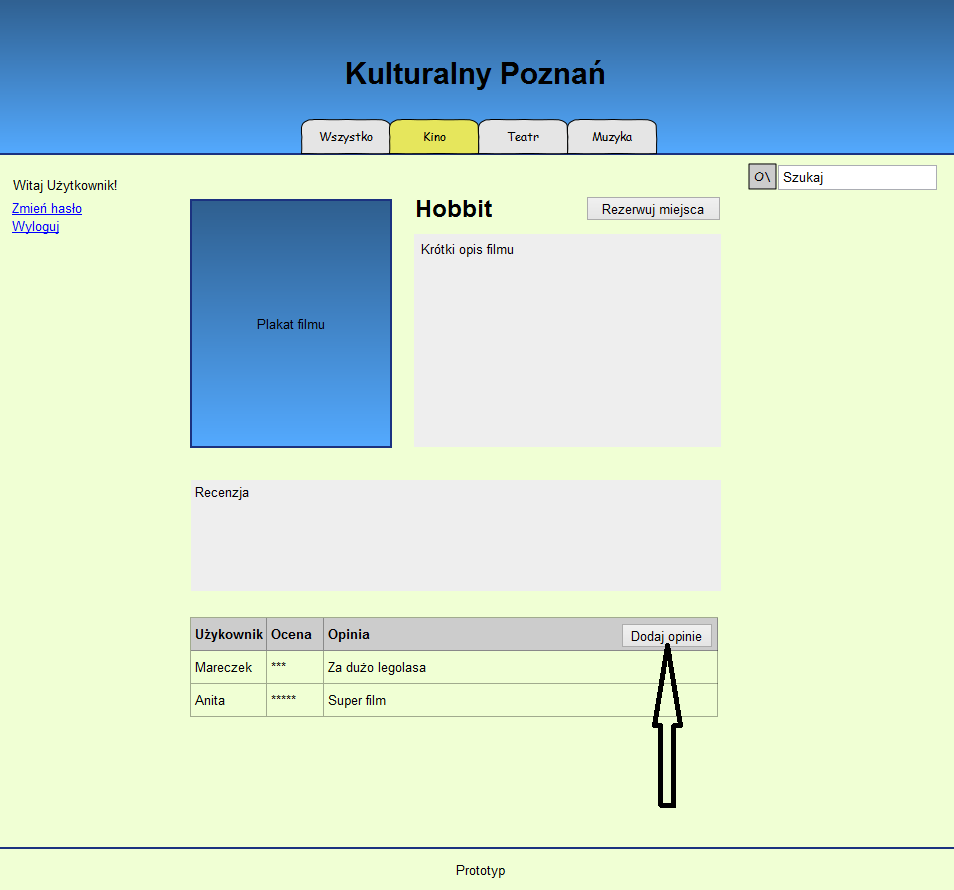 Kulturalny Poznań
Wszystko Kino Teatr Muzyka
O\ Szukaj
Witaj Użytkownik!
Zmień hasło
Wyloguj
Hobbit Rezerwuj miejsca
Krótki opis filmu
Plakat filmu
Recenzja
Użykownik Ocena Opinia Dodaj opinie
Mareczek *** Za dużo legolasa
Anita ***** Super film
Prototyp